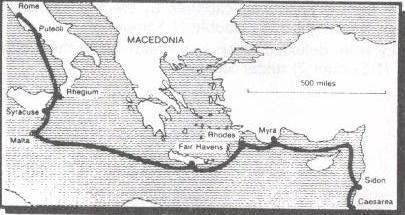 Rome
Puteoli
MACEDONIA
500 miles
Rhegium
Syracuse
Malta
Rhodes
Myra
Fair Havens
Sidon
Caesarea